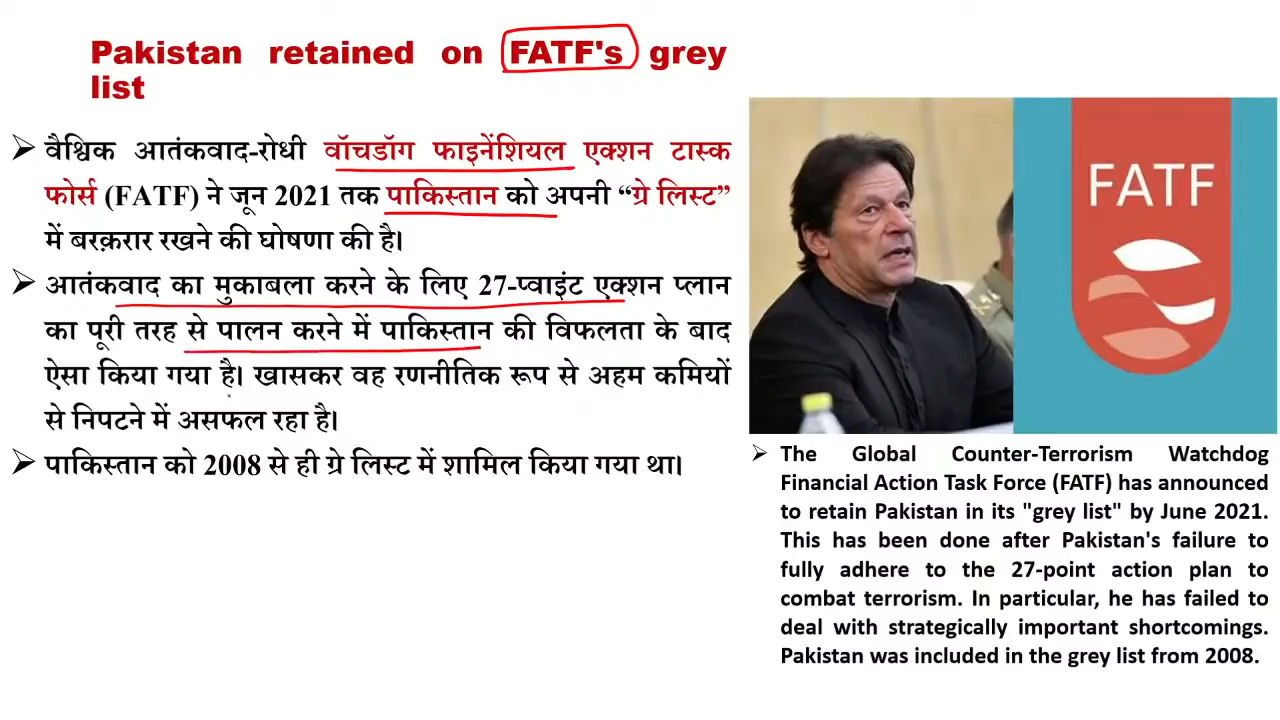 Pakistan retained on FATF's grey
list
➢ वैश्विक आतंकवाद-रोधी वॉचडॉग फाइनेंशियल एक्शन टास्क
फोर्स (FATF) ने जून 2021 तक पाकिस्तान को अपनी “ग्रे लिस्ट”
में बरक़रार रखने की घोषणा की है।
➢ आतंकवाद का मुकाबला करने के लिए 27-प्वाइंट एक्शन प्लान
का पूरी तरह से पालन करने में पाकिस्तान की विफलता के बाद
ऐसा किया गया है। खासकर वह रणनीतिक रूप से अहम कमियों
से निपटने में असफल रहा है।
➢ पाकिस्तान को 2008 से ही ग्रे लिस्ट में शामिल किया गया था।
FATF
➢ The Global Counter-Terrorism Watchdog
Financial Action Task Force (FATF) has announced
to retain Pakistan in its "grey list" by June 2021.
This has been done after Pakistan's failure to
fully adhere to the 27-point action plan to
combat terrorism. In particular, he has failed to
deal with strategically important shortcomings.
Pakistan was included in the grey list from 2008.